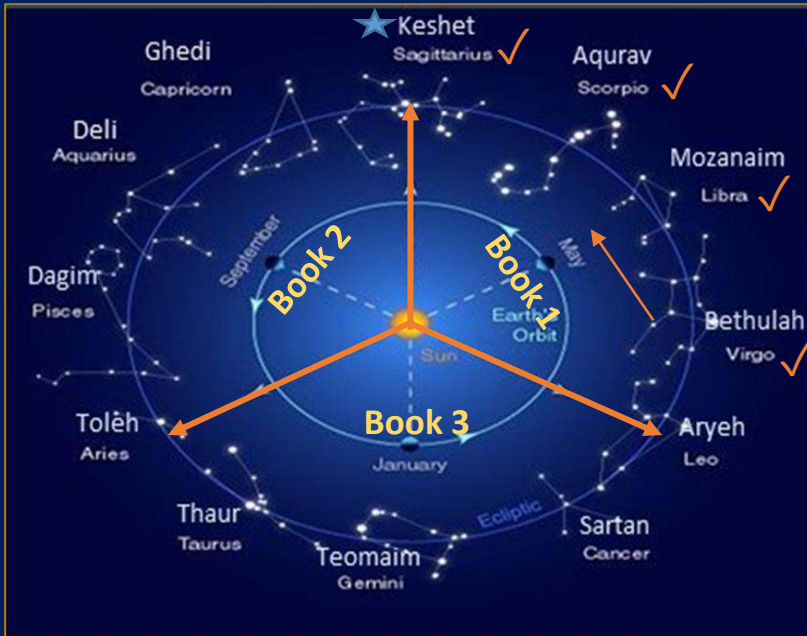 Keshet
Sagittarius ✓
Ghedi
Capricorn
Aqurav
Scorpio ✓
Deli
Aquarius
Mozanaim
Libra ✓
September
Book 2
Book 1
May
Dagim
Pisces
Bethulah
Virgo ✓
Earth's
Orbit
Sun
Toleh
Aries
Book 3
January
Aryeh
Leo
Thaur
Taurus
Ecliptic
Sartan
Cancer
Teomaim
Gemini